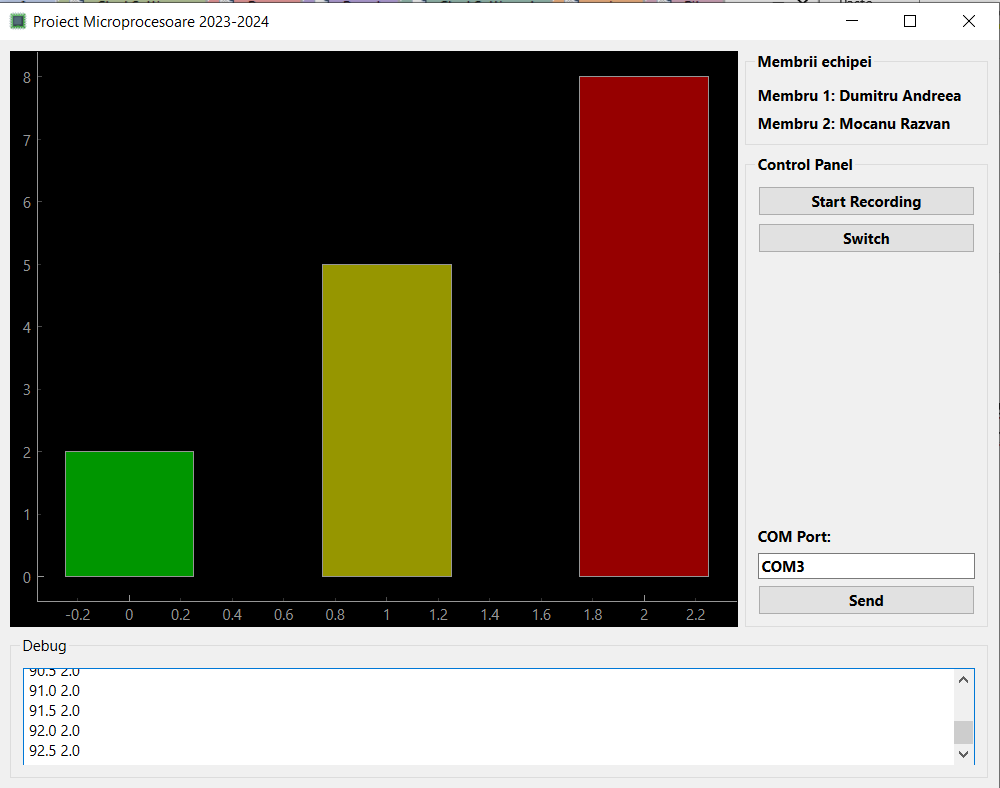 Proiect Microprocesoare 2023-2024
8
7
6
5
4
3
2
1
0
-0.2 0 0.2 0.4 0.6 0.8 1 1.2 1.4 1.6 1.8 2 2.2
Membrii echipei
Membru 1: Dumitru Andreea
Membru 2: Mocanu Razvan
Control Panel
Start Recording
Switch
COM Port:
COM3
Send
Debug
90.5 2.0
91.0 2.0
91.5 2.0
92.0 2.0
92.5 2.0